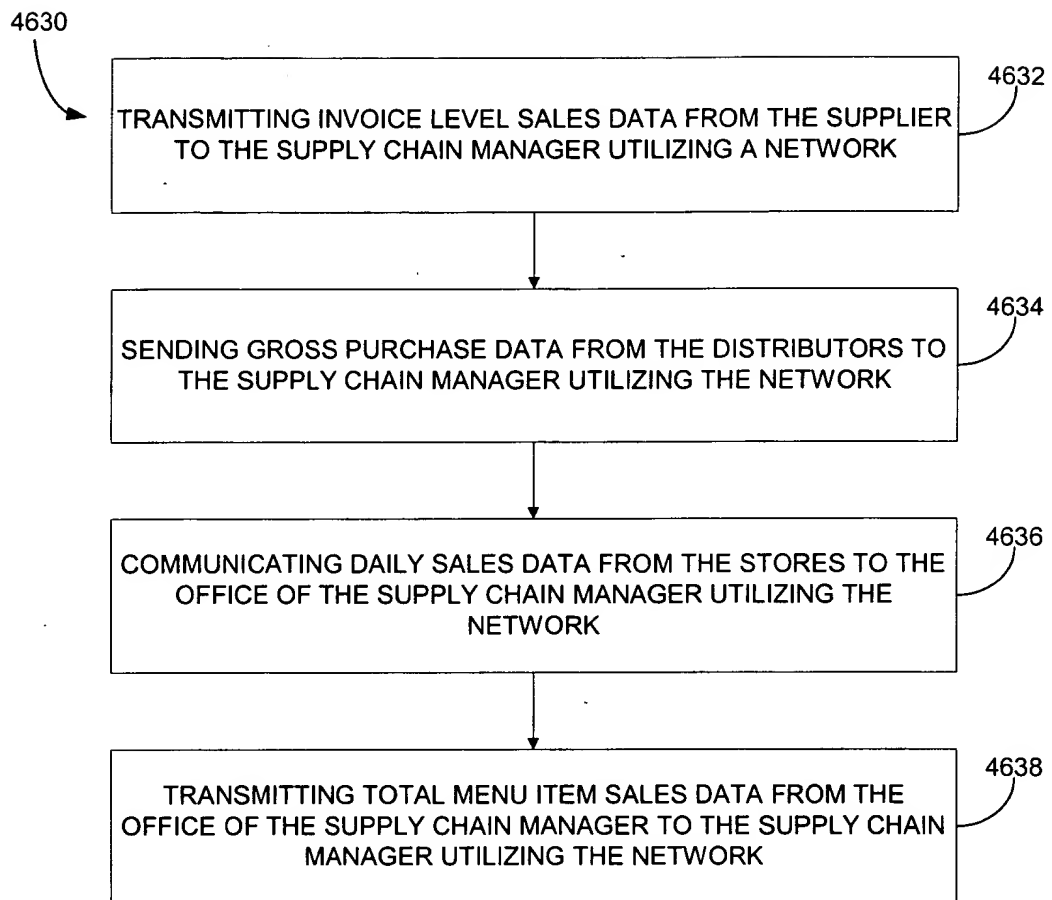 4630
4632
TRANSMITTING INVOICE LEVEL SALES DATA FROM THE SUPPLIER
TO THE SUPPLY CHAIN MANAGER UTILIZING A NETWORK
4634
SENDING GROSS PURCHASE DATA FROM THE DISTRIBUTORS TO
THE SUPPLY CHAIN MANAGER UTILIZING THE NETWORK
4636
COMMUNICATING DAILY SALES DATA FROM THE STORES TO THE
OFFICE OF THE SUPPLY CHAIN MANAGER UTILIZING THE
NETWORK
4638
TRANSMITTING TOTAL MENU ITEM SALES DATA FROM THE
OFFICE OF THE SUPPLY CHAIN MANAGER TO THE SUPPLY CHAIN
MANAGER UTILIZING THE NETWORK